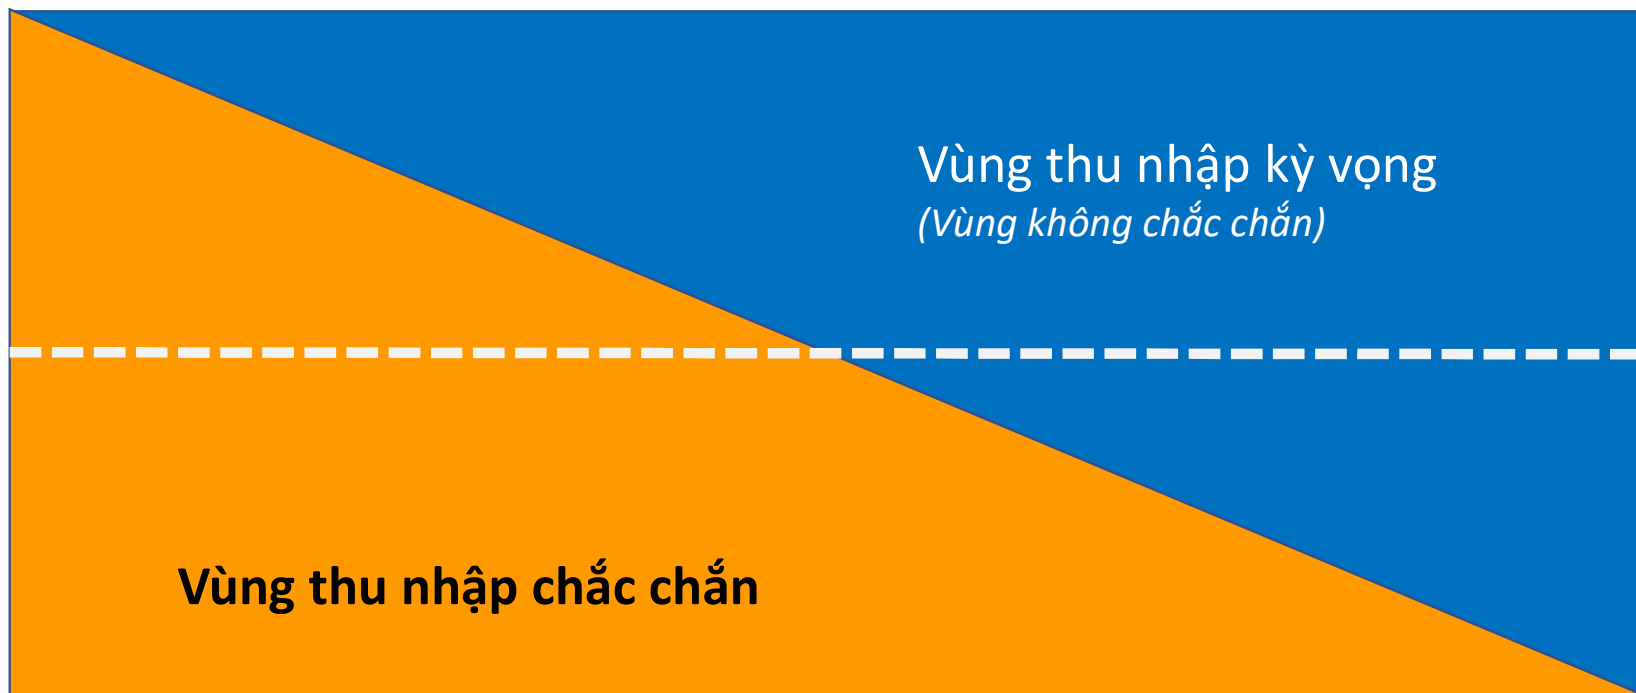 Vùng thu nhập kỳ vọng
(Vùng không chắc chắn)
Vùng thu nhập chắc chắn